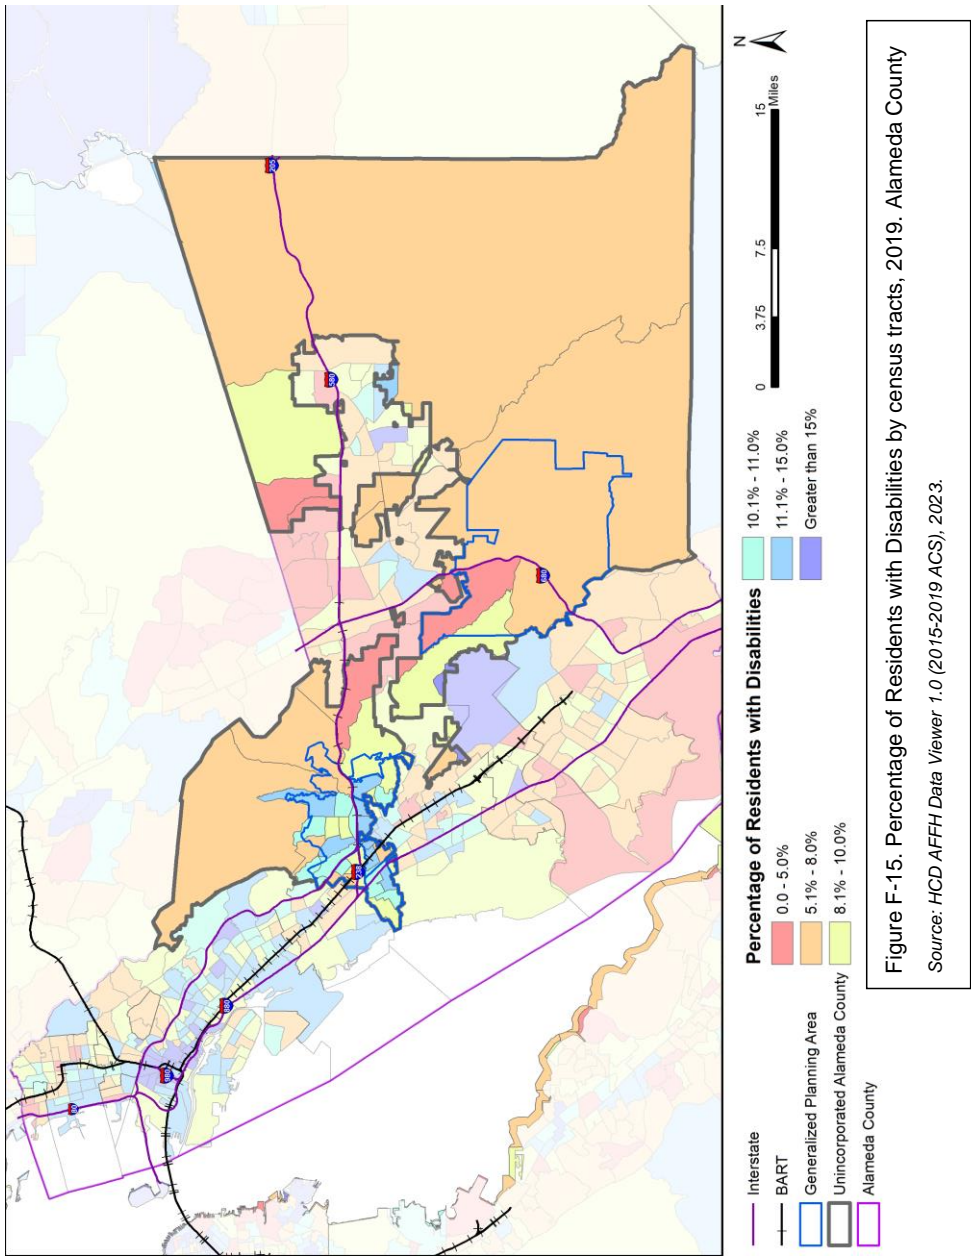 580
580
680
238
880
980
80
N
0 3.75 7.5 15
Miles
Interstate
BART
Generalized Planning Area
Unincorporated Alameda County
Alameda County
Percentage of Residents with Disabilities
0.0 - 5.0%
5.1% - 8.0%
8.1% - 10.0%
10.1% - 11.0%
11.1% - 15.0%
Greater than 15%
Figure F-15. Percentage of Residents with Disabilities by census tracts, 2019. Alameda County
Source: HCD AFFH Data Viewer 1.0 (2015-2019 ACS), 2023.